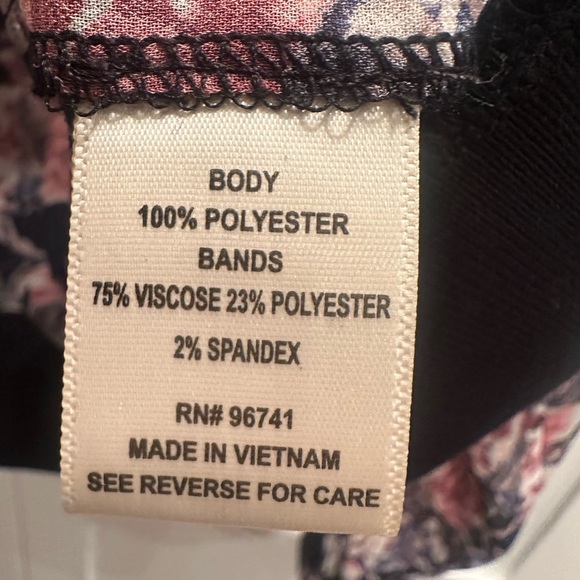 BODY
100% POLYESTER
BANDS
75% VISCOSE 23% POLYESTER
2% SPANDEX
RN# 96741
MADE IN VIETNAM
SEE REVERSE FOR CARE